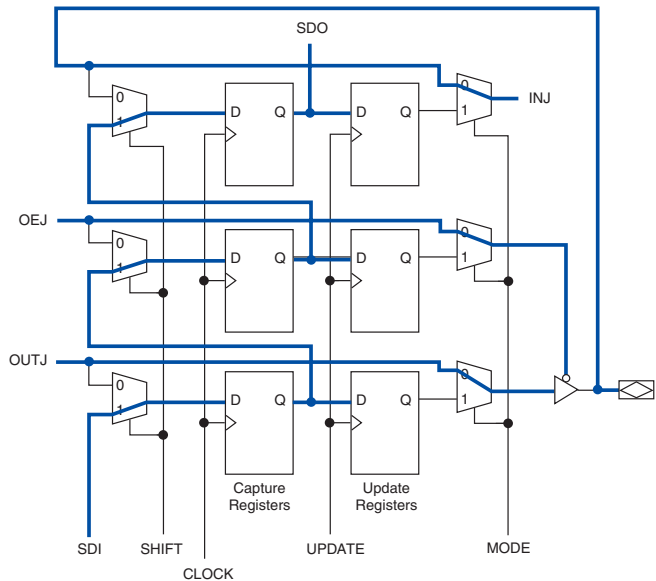 SDO
0
1
D Q
D Q
0
1
INJ
OEJ
0
1
D Q
D Q
0
1
OUTJ
0
1
D Q
D Q
0
1
Capture
Registers
Update
Registers
SDI
SHIFT
CLOCK
UPDATE
MODE